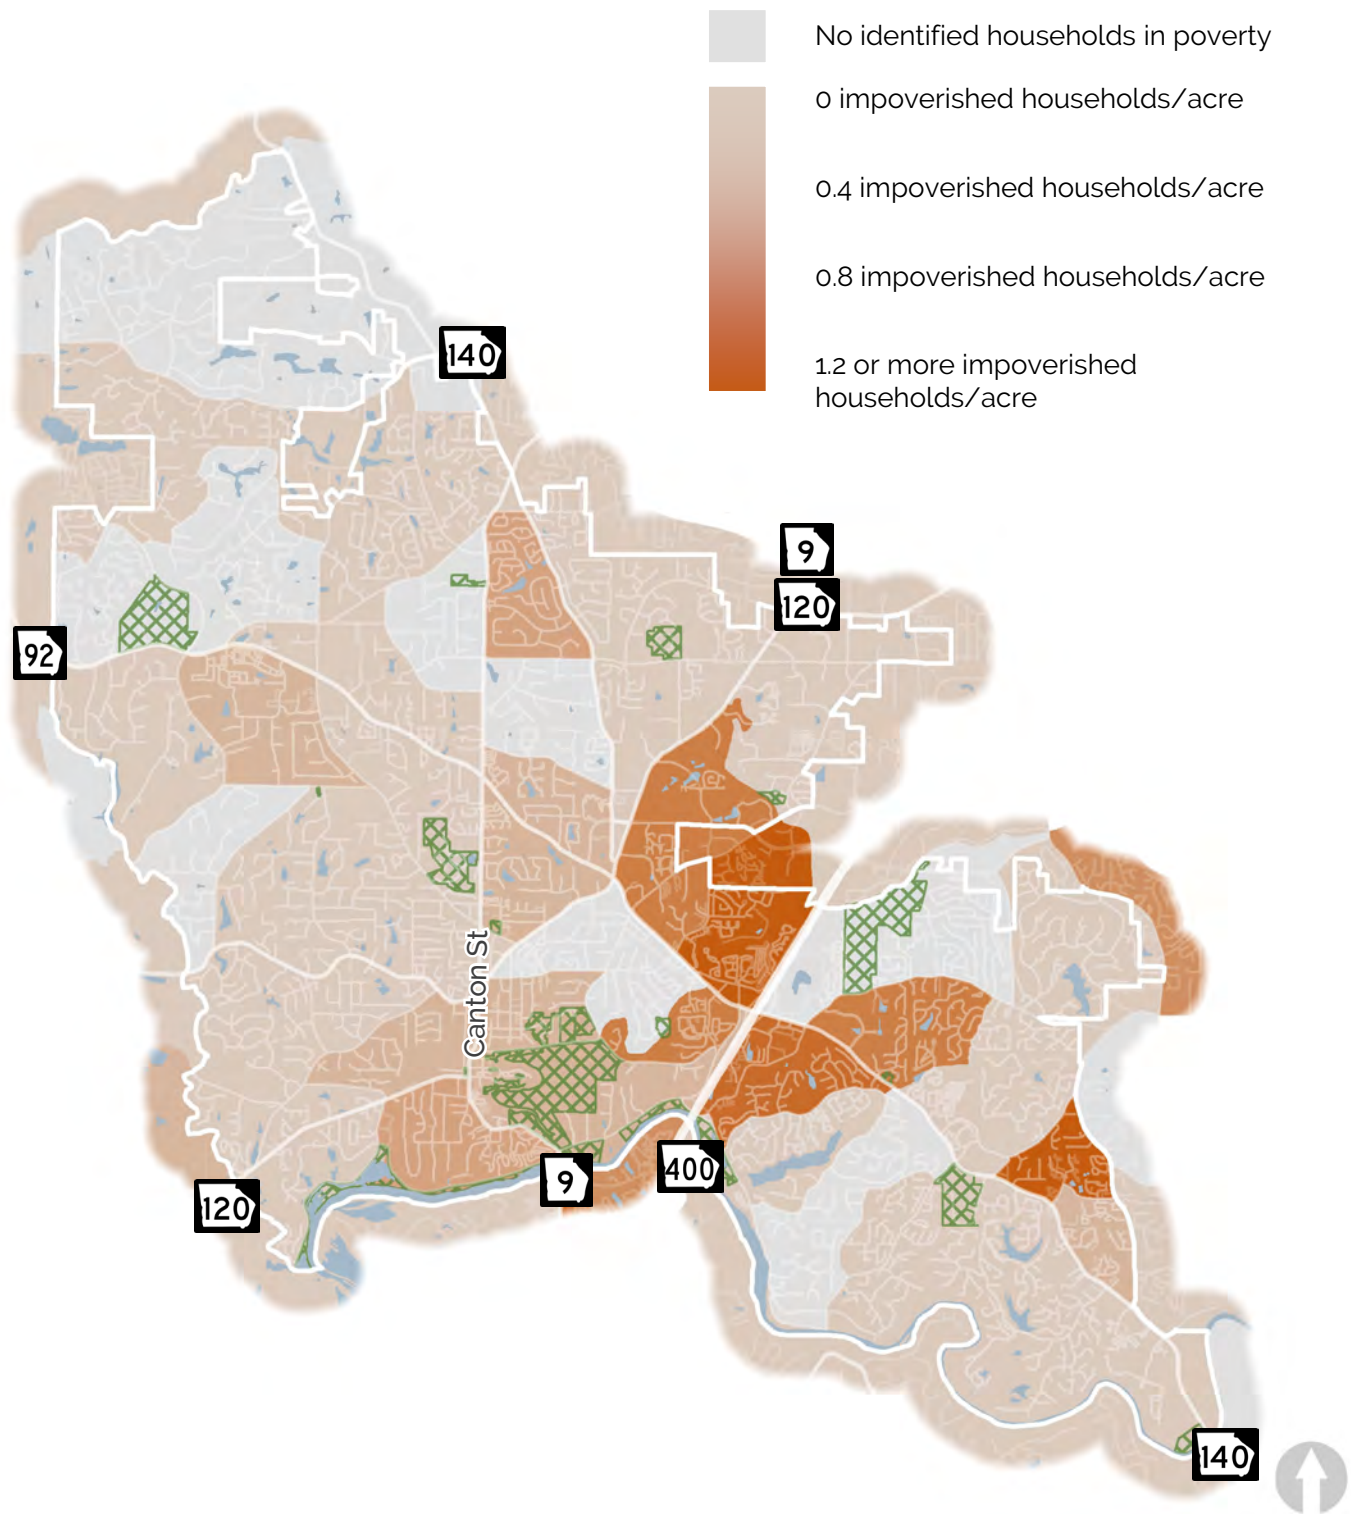 No identified households in poverty
0 impoverished households/acre
0.4 impoverished households/acre
0.8 impoverished households/acre
1.2 or more impoverished
households/acre
140
9
120
92
Canton St
9
400
120
140